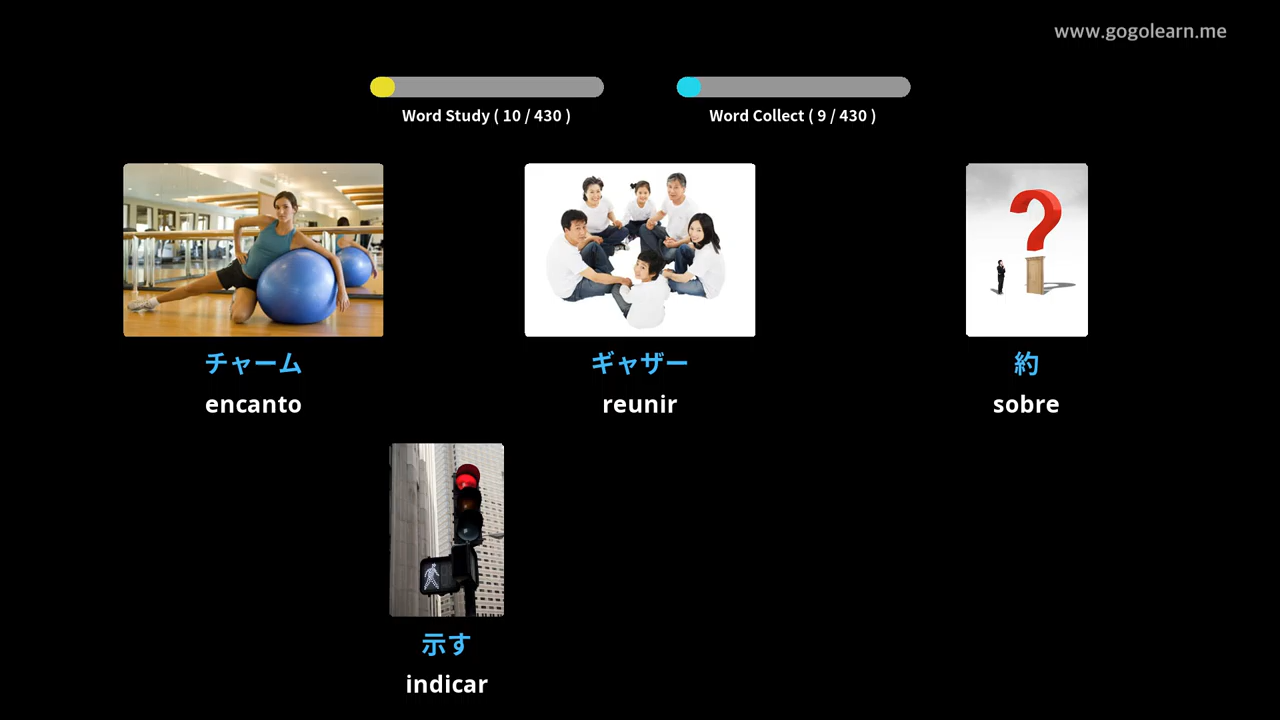 www.gogolearn.me
Word Study ( 10 / 430 )
Word Collect ( 9 / 430 )
チャーム
ギャザー
約
encanto
reunir
sobre
示す
indicar